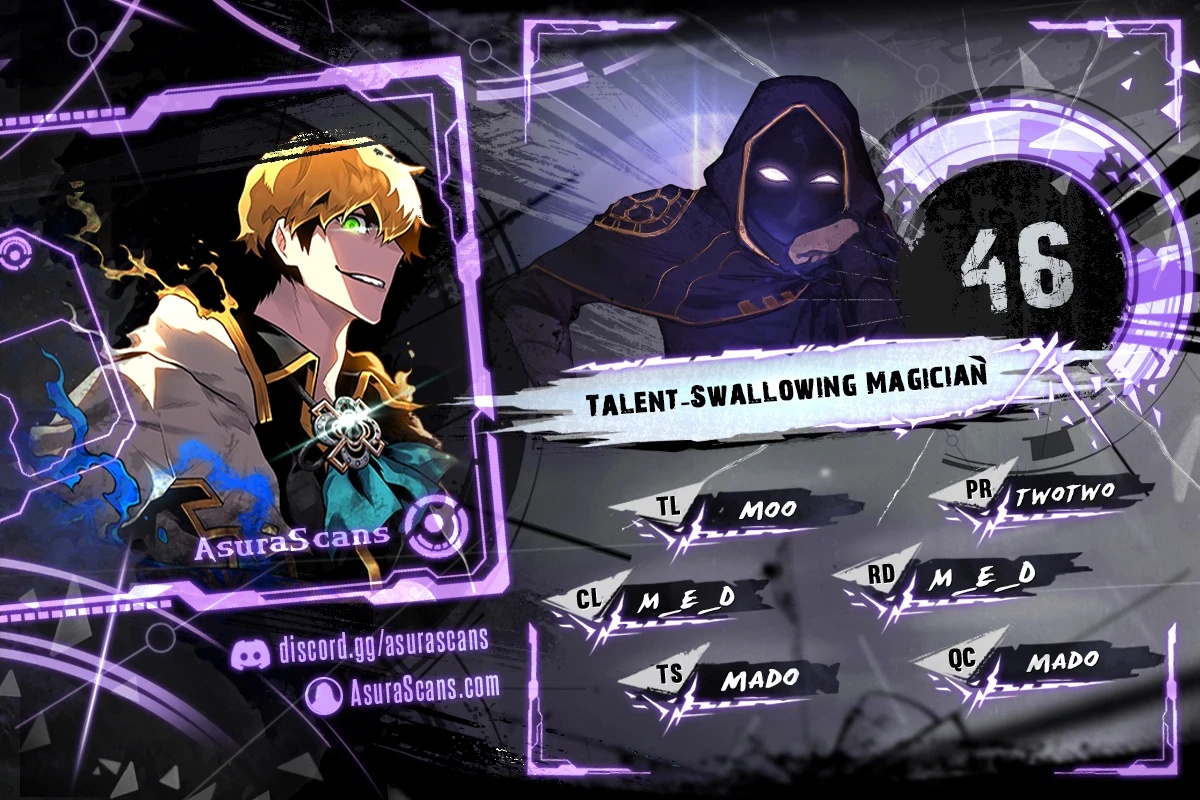 46
TALENT-SWALLOWING MAGICIAN
TL MOO
PR TWOTWO
CL M_E_D
RD M_E_D
TS MADO
QC MADO
AsuraScans
discord.gg/asurascans
AsuraScans.com